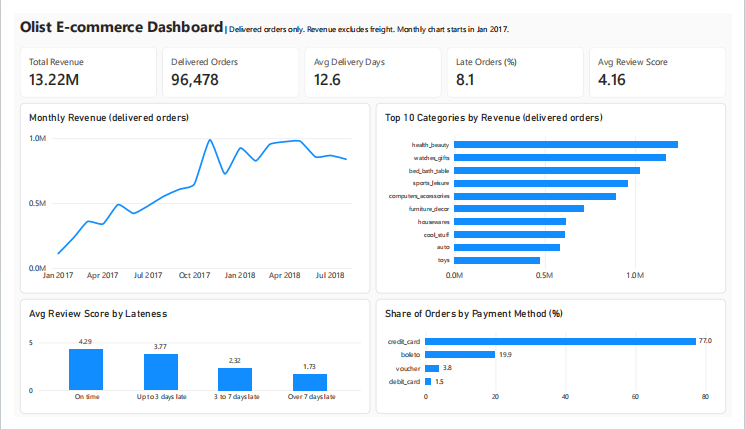 Olist E-commerce Dashboard | Delivered orders only. Revenue excludes freight. Monthly chart starts in Jan 2017.
Total Revenue
13.22M
Delivered Orders
96,478
Avg Delivery Days
12.6
Late Orders (%)
8.1
Avg Review Score
4.16
Monthly Revenue (delivered orders)
1.0M
0.5M
0.0M
Jan 2017 Apr 2017 Jul 2017 Oct 2017 Jan 2018 Apr 2018 Jul 2018
Top 10 Categories by Revenue (delivered orders)
health_beauty
watches_gifts
bed_bath_table
sports_leisure
computers_accessories
furniture_decor
housewares
cool_stuff
auto
toys
0.0M 0.5M 1.0M
Avg Review Score by Lateness
5
0
4.29 3.77 2.32 1.73
On time Up to 3 days late 3 to 7 days late Over 7 days late
Share of Orders by Payment Method (%)
credit_card 77.0
boleto 19.9
voucher 3.8
debit_card 1.5
0 20 40 60 80